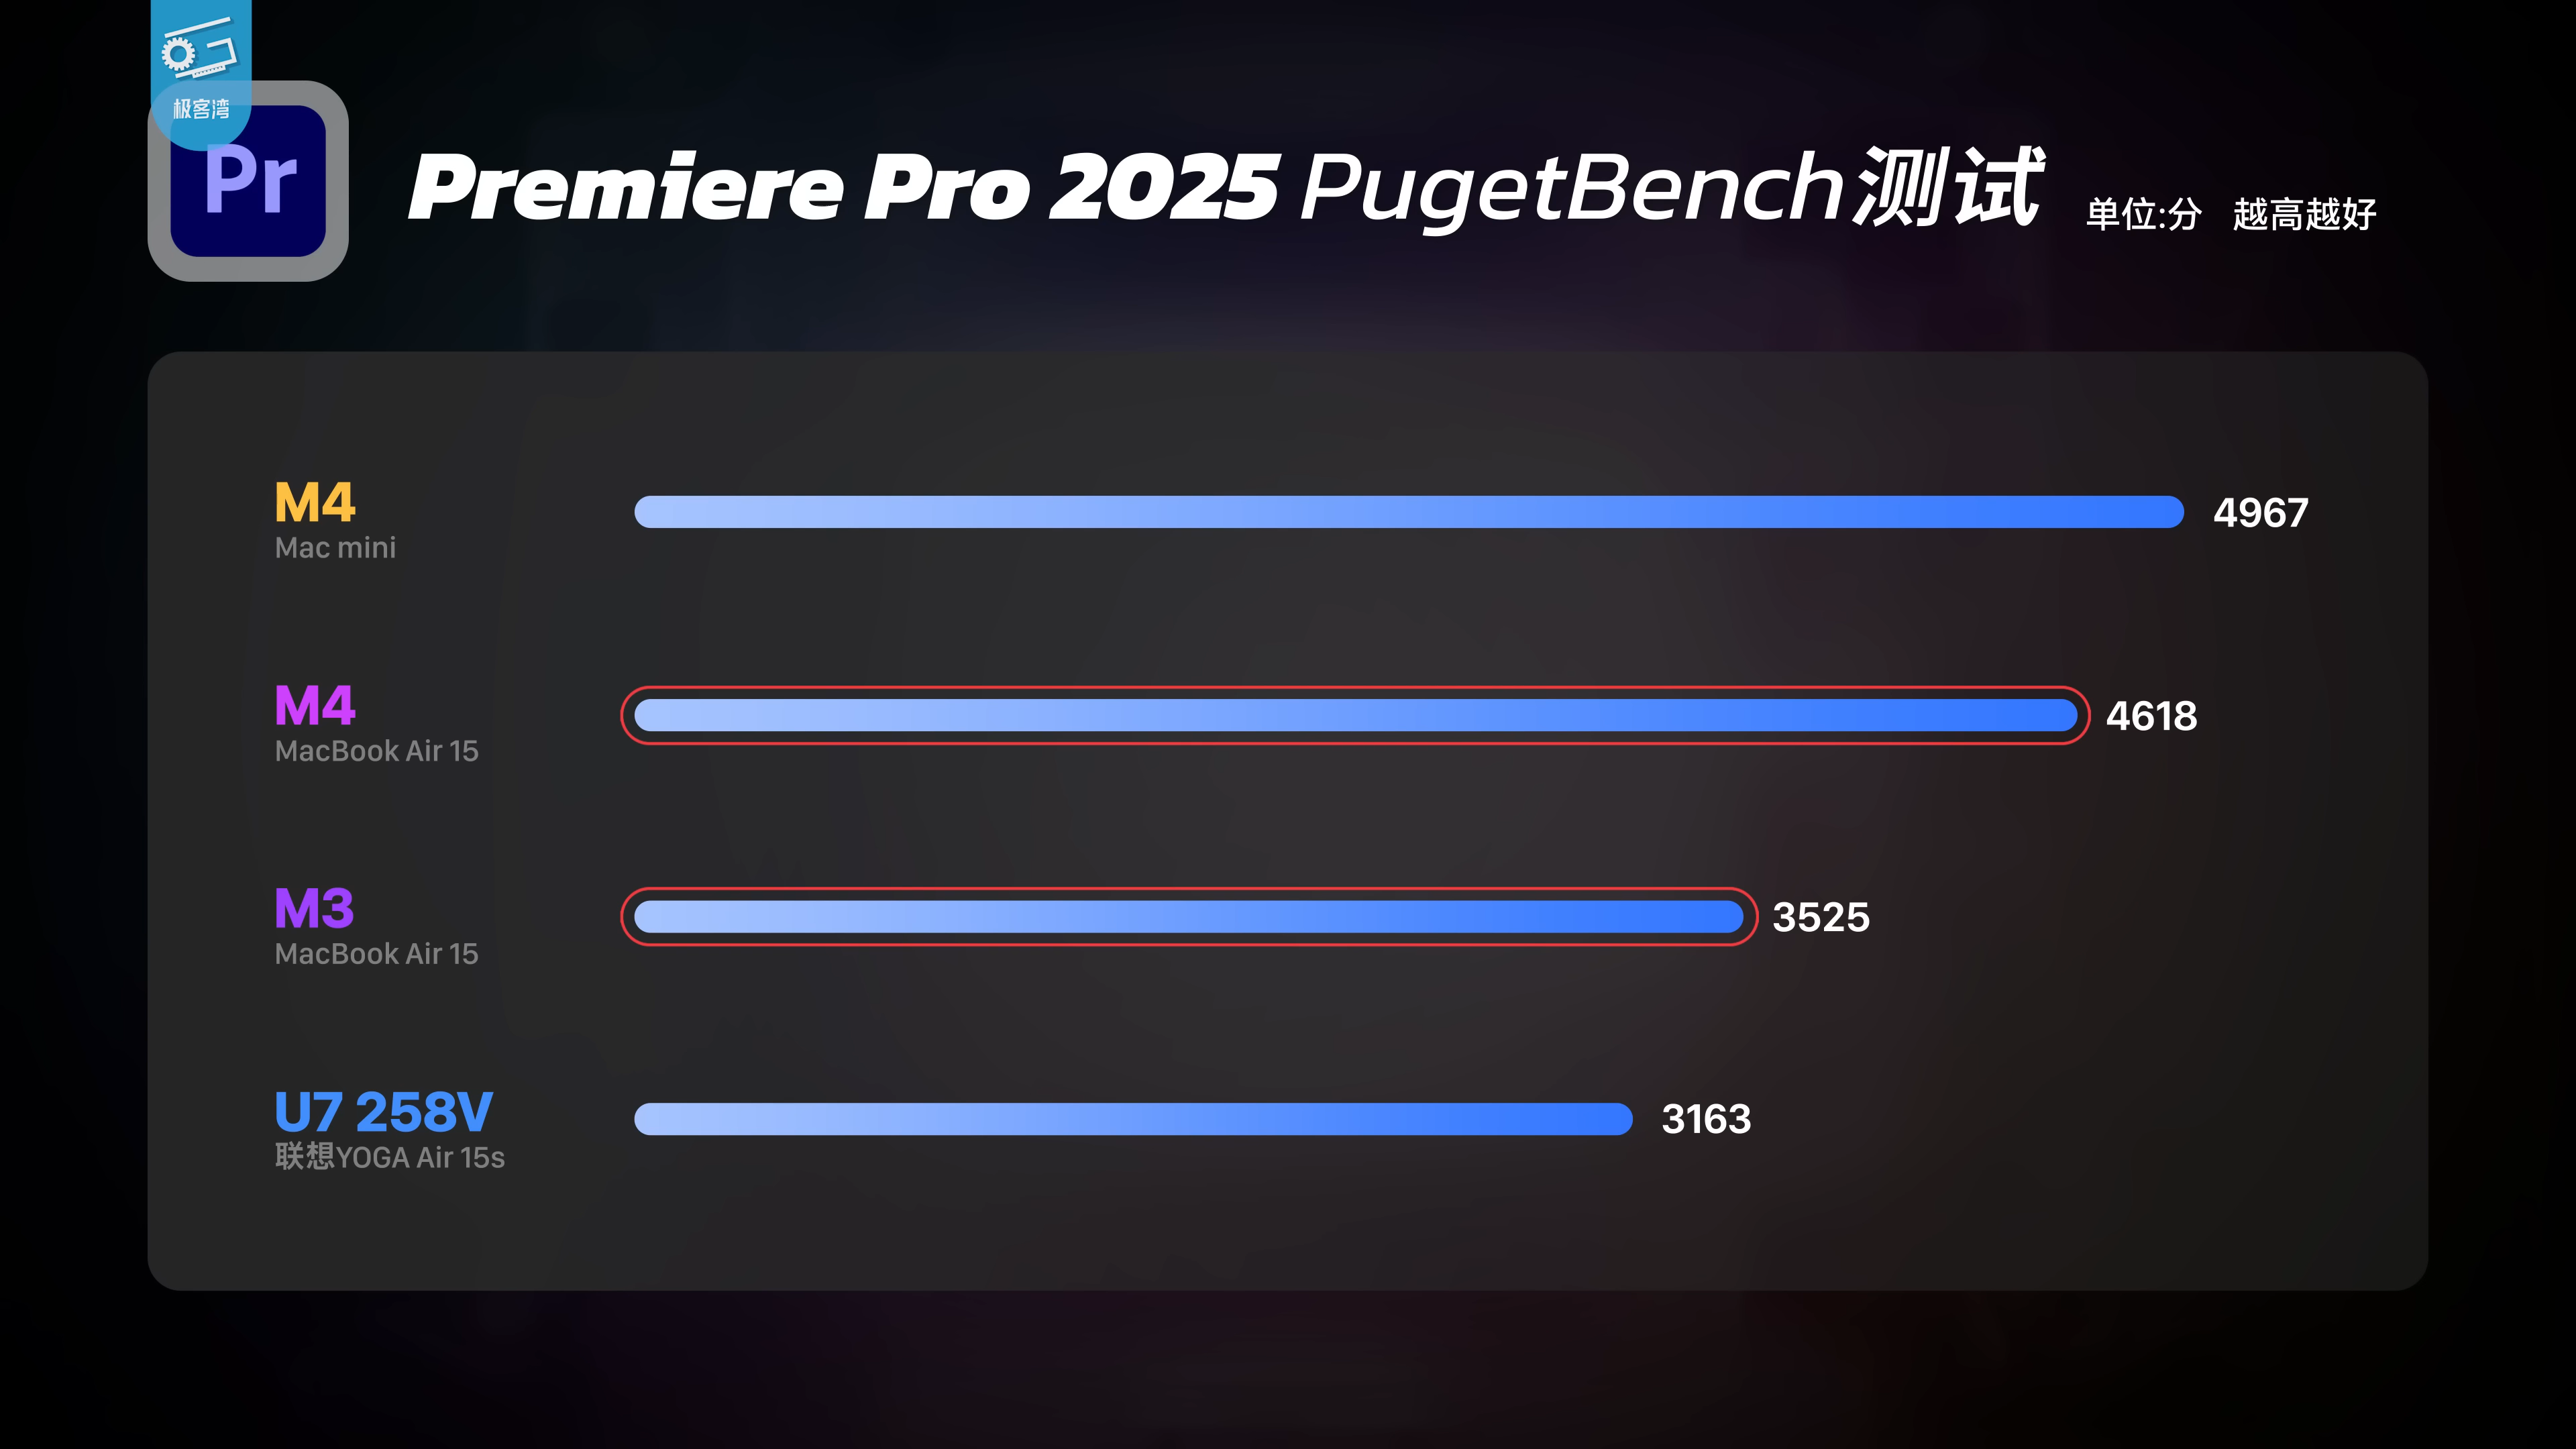 极客湾
Pr
Premiere Pro 2025 PugetBench测试 单位:分 越高越好
M4
Mac mini
4967
M4
MacBook Air 15
4618
M3
MacBook Air 15
3525
U7 258V
联想YOGA Air 15s
3163